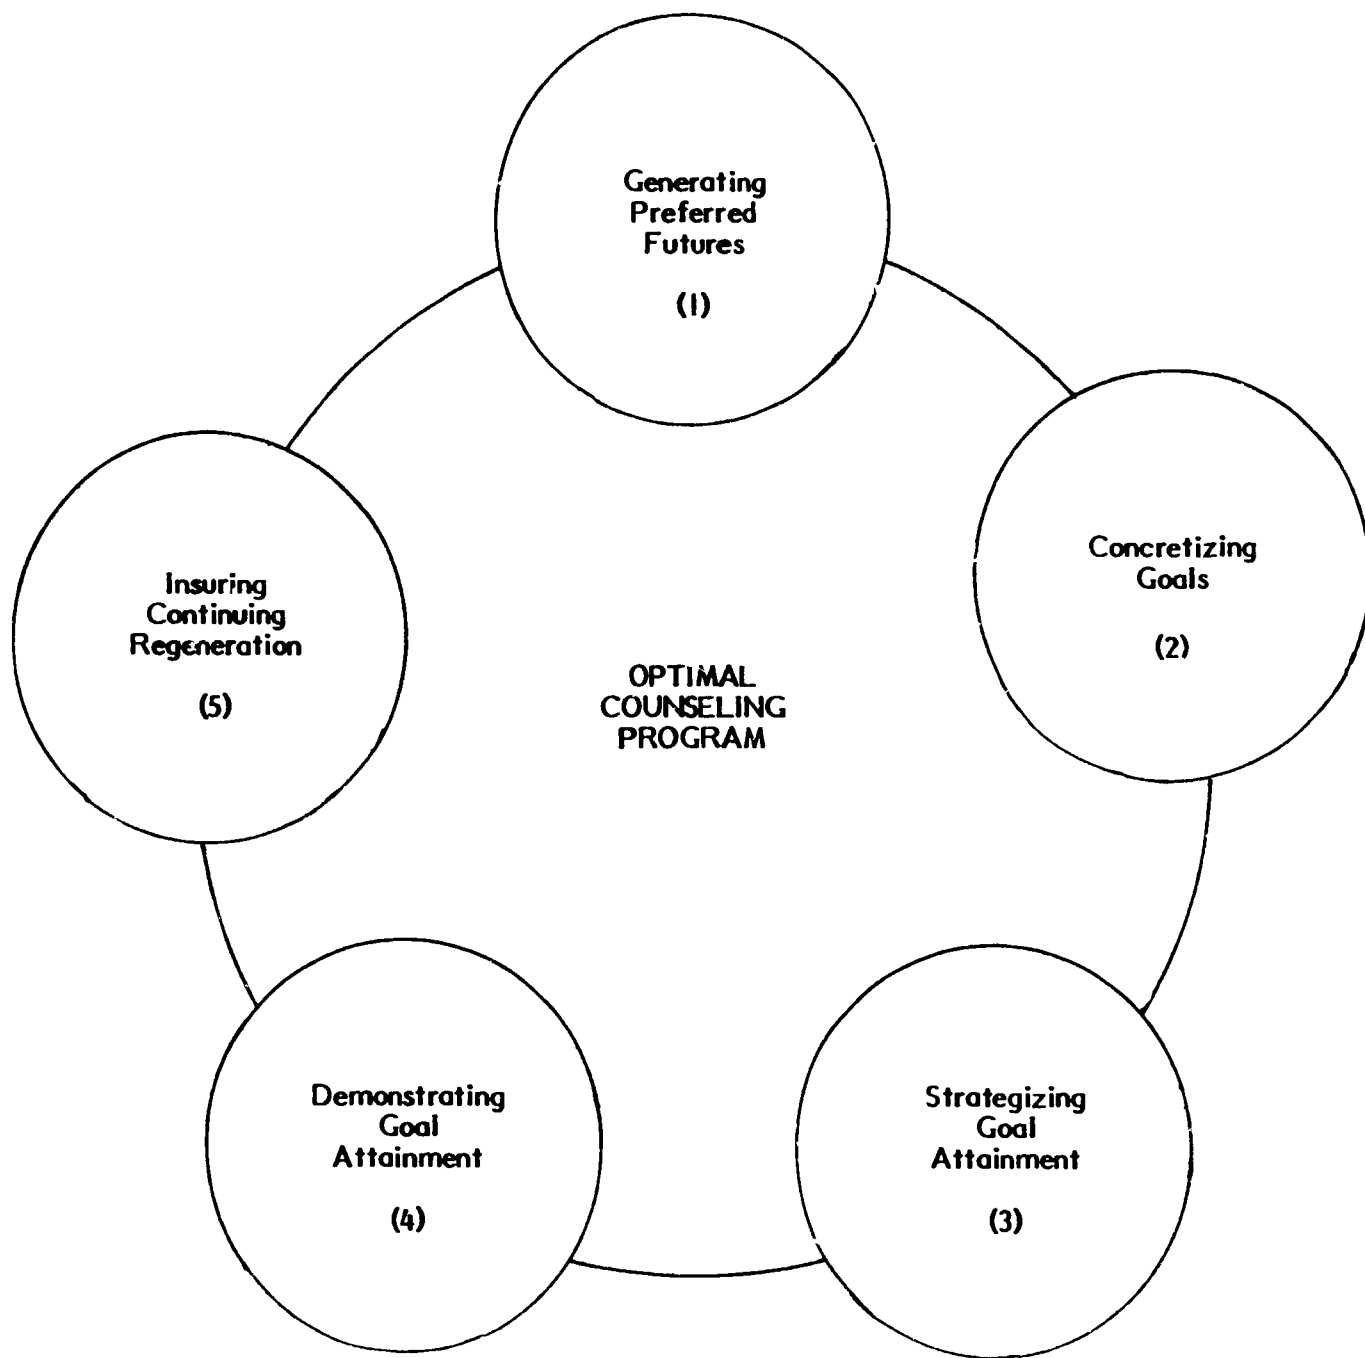 Generating
Preferred
Futures
(1)
Concretizing
Goals
(2)
Strategizing
Goal
Attainment
(3)
Demonstrating
Goal
Attainment
(4)
Insuring
Continuing
Regeneration
(5)
OPTIMAL
COUNSELING
PROGRAM